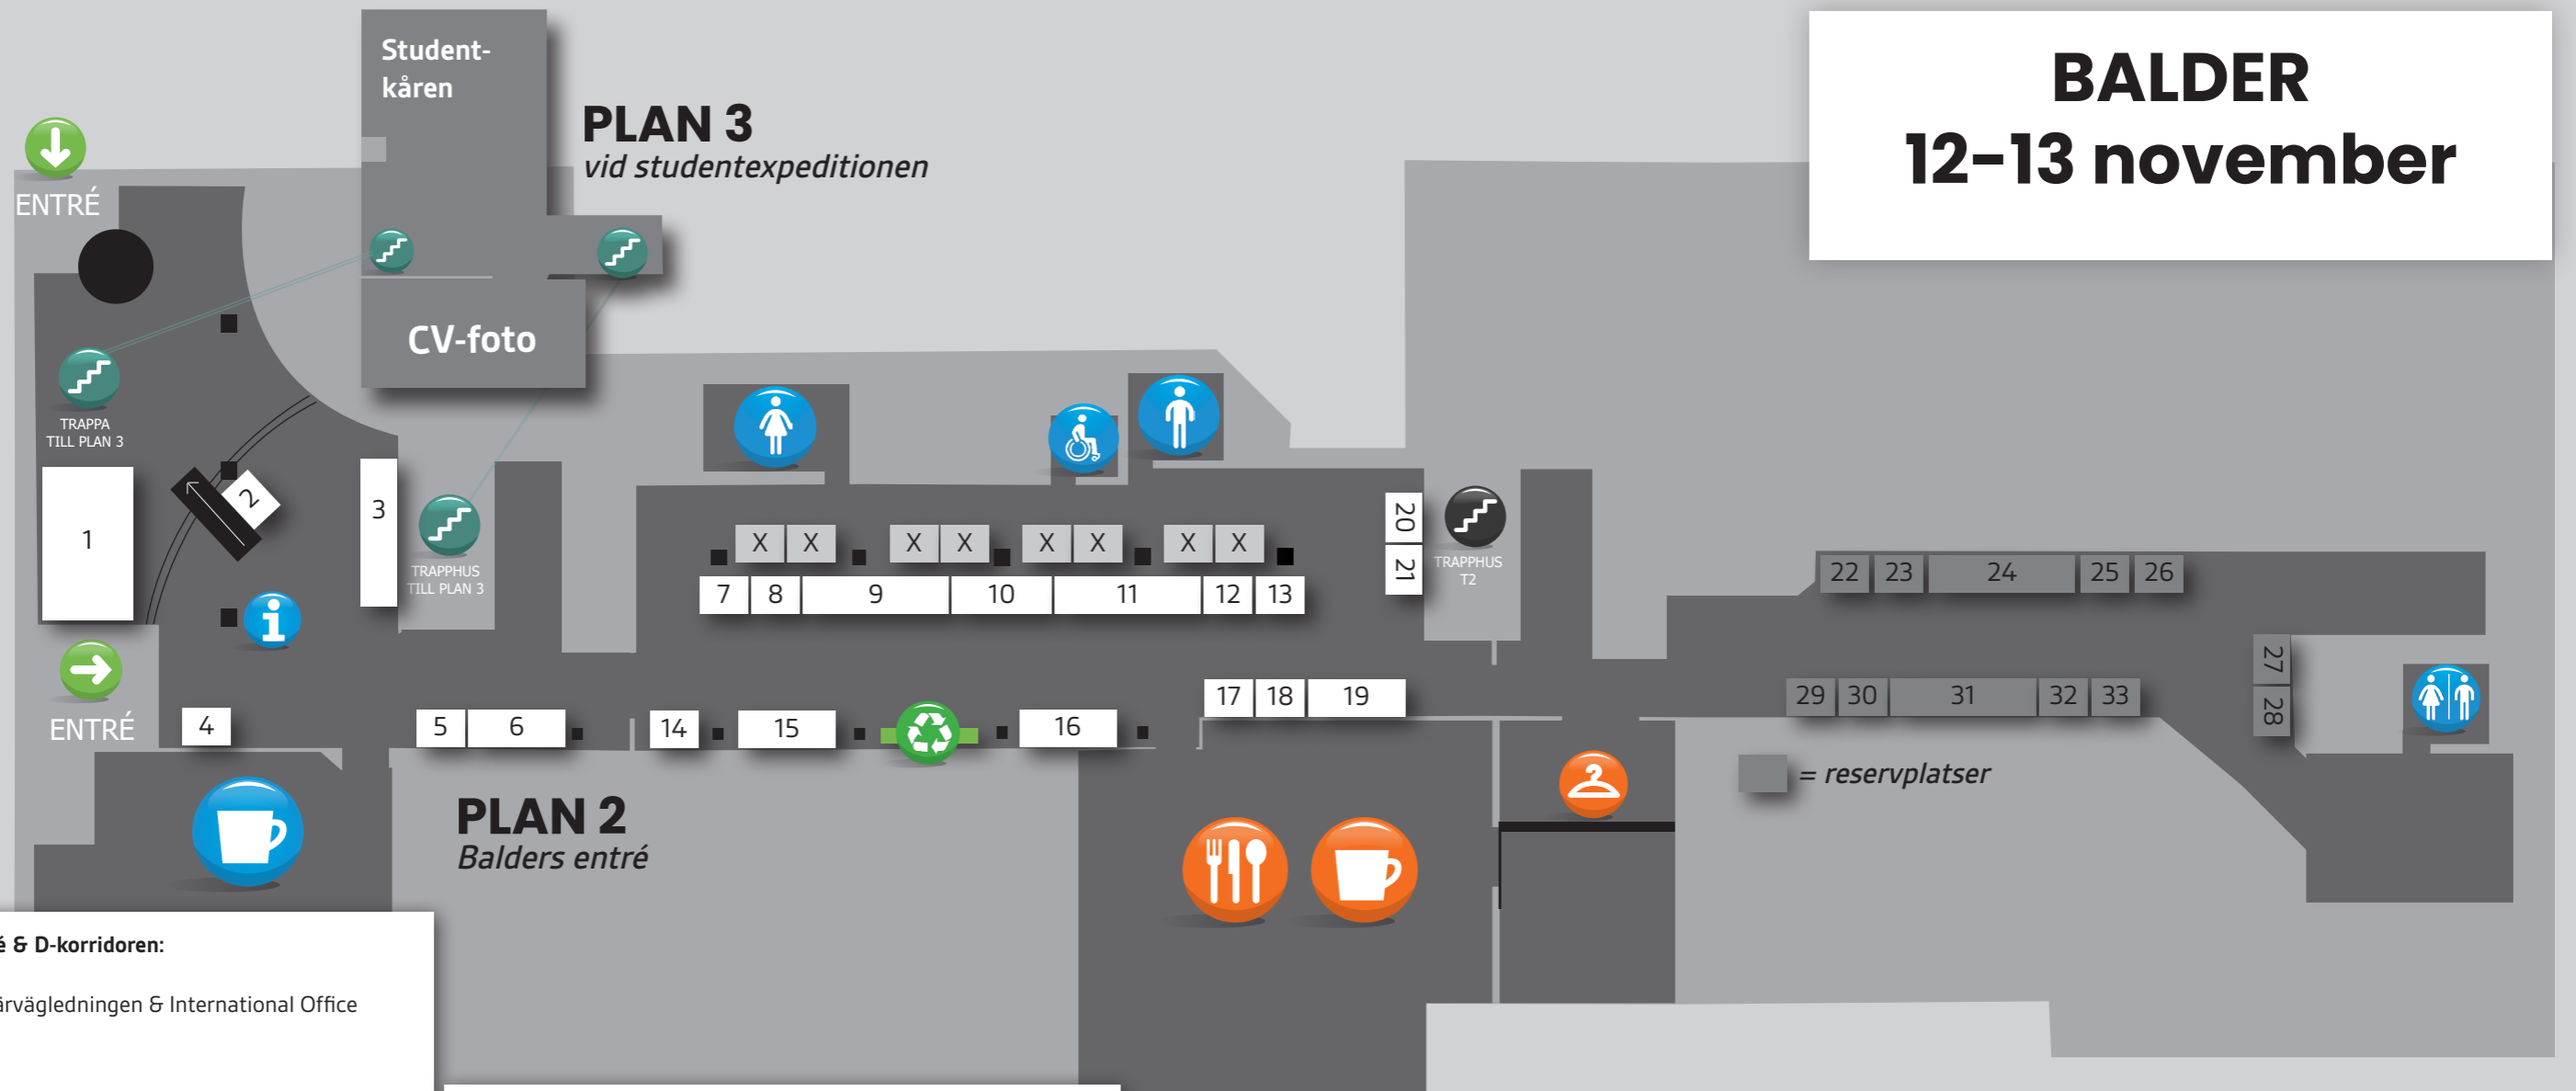 Student-
kåren
PLAN 3
vid studentexpeditionen
BALDER
12-13 november
ENTRÉ
CV-foto
TRAPPA
TILL PLAN 3
1
2
3
TRAPPHUS
TILL PLAN 3
X X X X X X X X
7 8 9 10 11 12 13
20
21
TRAPPHUS
T2
22 23 24 25 26
27
28
29 30 31 32 33
ENTRÉ
4
5 6
14 15 16
17 18 19
= reservplatser
PLAN 2
Balders entré
é & D-korridoren:
ärvägledningen & International Office